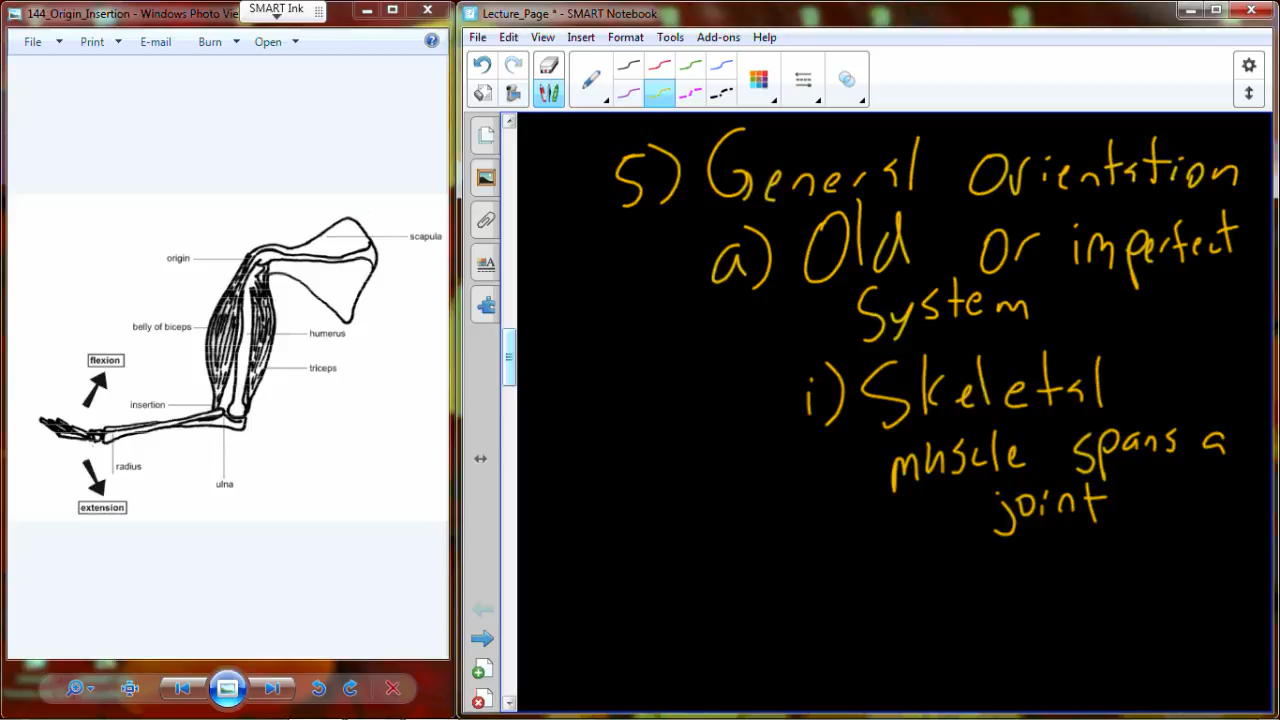 144_Origin_Insertion - Windows Photo Vie
SMART Ink
File Print E-mail Burn Open
scapula
origin
belly of biceps
humerus
flexion
triceps
insertion
radius
ulna
extension
Lecture_Page * - SMART Notebook
File Edit View Insert Format Tools Add-ons Help
5) General Orientation
a) Old or imperfect
system
i) Skeletal
muscle spans a
joint